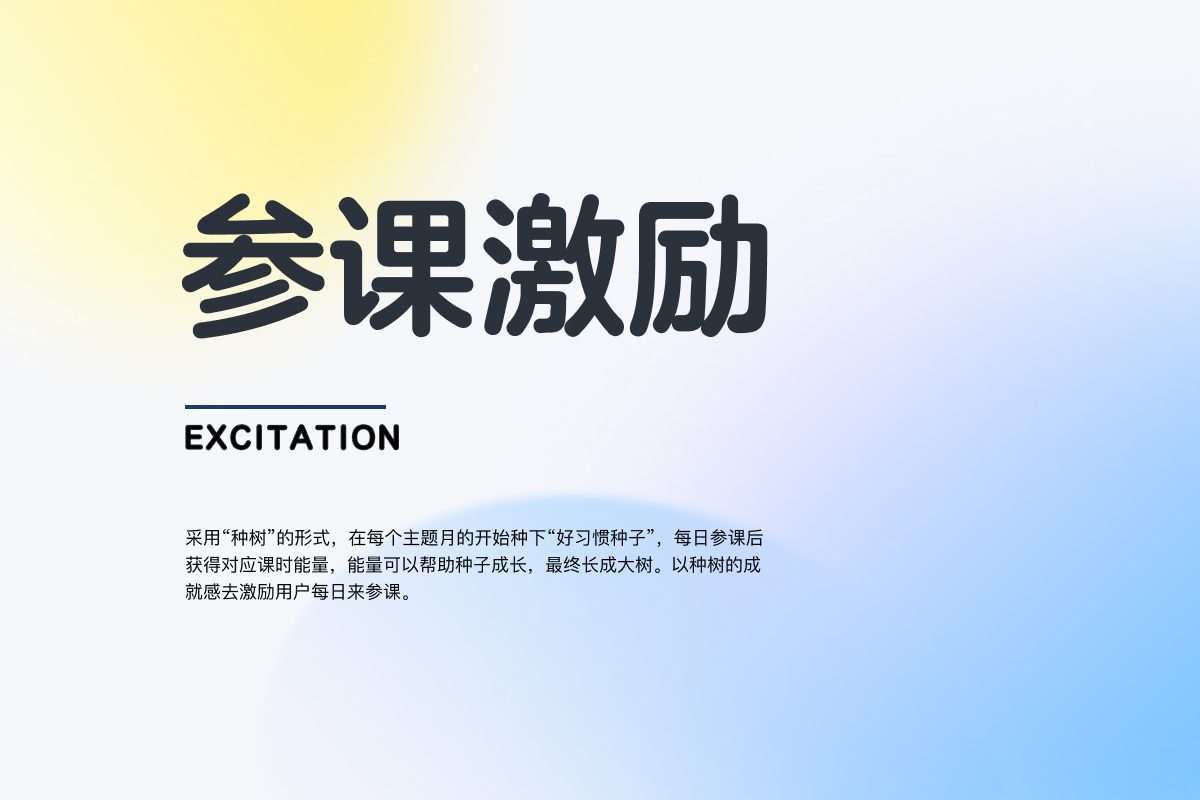 参课激励
EXCITATION
采用“种树”的形式，在每个主题月的开始种下“好习惯种子”，每日参课后
获得对应课时能量，能量可以帮助种子成长，最终长成大树。以种树的成
就感去激励用户每日来参课。